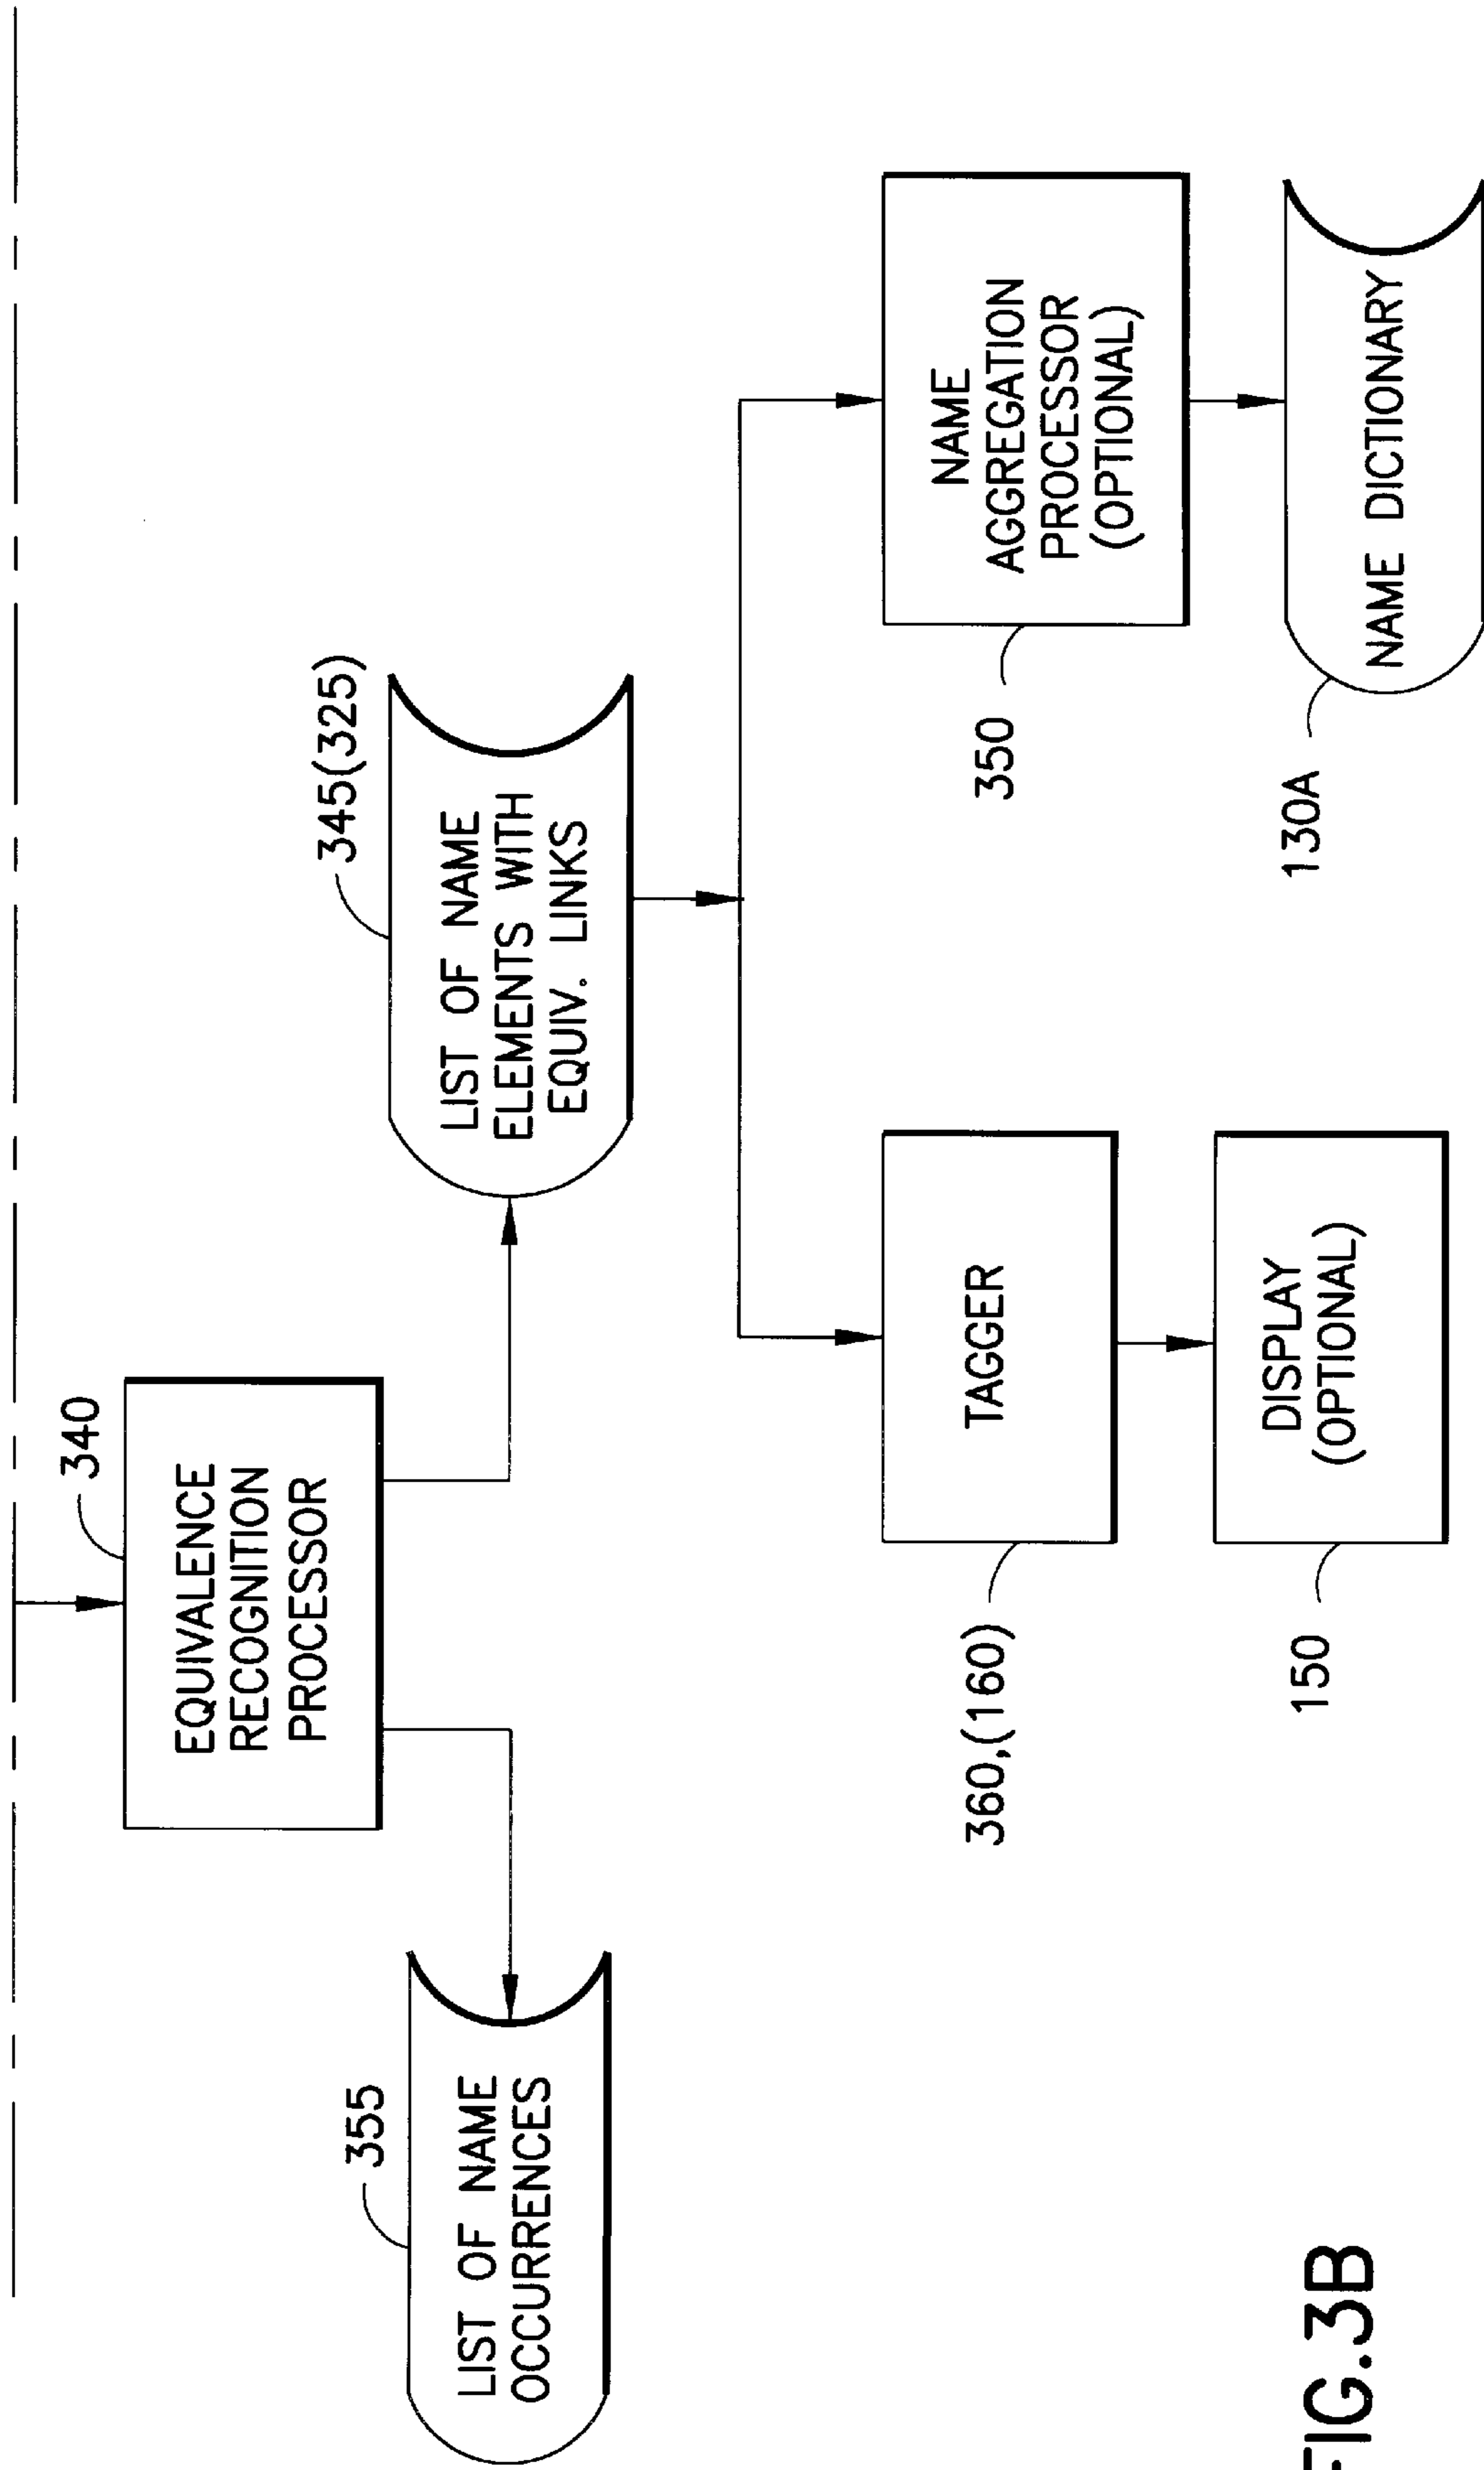 340
EQUIVALENCE
RECOGNITION
PROCESSOR
355
LIST OF NAME
OCCURRENCES
345(325)
LIST OF NAME
ELEMENTS WITH
EQUIV. LINKS
360,(160)
TAGGER
350
NAME
AGGREGATION
PROCESSOR
(OPTIONAL)
150
DISPLAY
(OPTIONAL)
130A
NAME DICTIONARY
FIG.3B